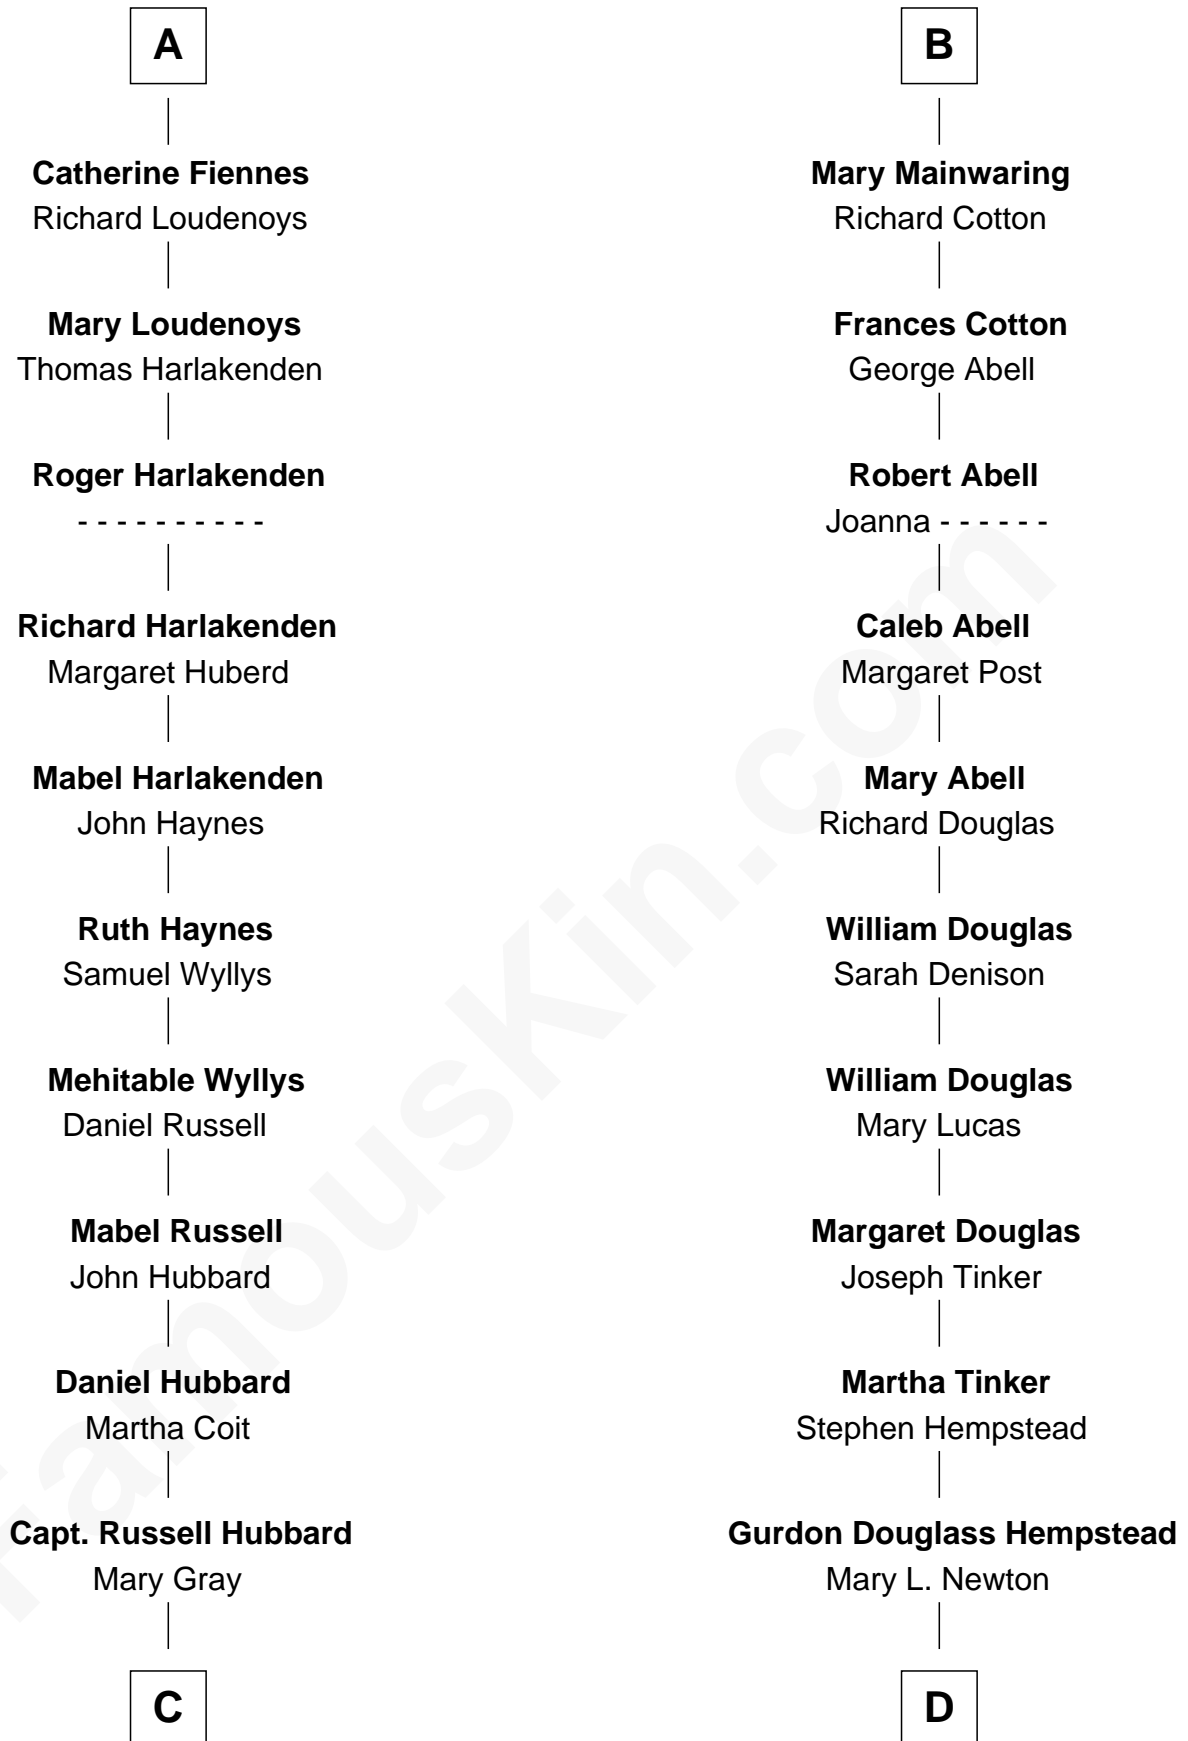 A
Catherine Fiennes
Richard Loudenoys
Mary Loudenoys
Thomas Harlakenden
Roger Harlakenden
- - - - - - - - - -
Richard Harlakenden
Margaret Huberd
Mabel Harlakenden
John Haynes
Ruth Haynes
Samuel Wyllys
Mehitable Wyllys
Daniel Russell
Mabel Russell
John Hubbard
Daniel Hubbard
Martha Coit
Capt. Russell Hubbard
Mary Gray
C
B
Mary Mainwaring
Richard Cotton
Frances Cotton
George Abell
Robert Abell
Joanna - - - - - -
Caleb Abell
Margaret Post
Mary Abell
Richard Douglas
William Douglas
Sarah Denison
William Douglas
Mary Lucas
Margaret Douglas
Joseph Tinker
Martha Tinker
Stephen Hempstead
Gurdon Douglass Hempstead
Mary L. Newton
D
FamousKin.com